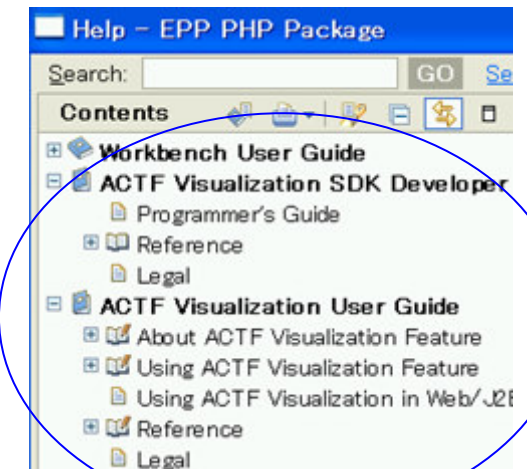 Help - EPP PHP Package
Search: GO Se
Contents
Workbench User Guide
ACTF Visualization SDK Developer
Programmer's Guide
Reference
Legal
ACTF Visualization User Guide
About ACTF Visualization Feature
Using ACTF Visualization Feature
Using ACTF Visualization in Web/J2E
Reference
Legal